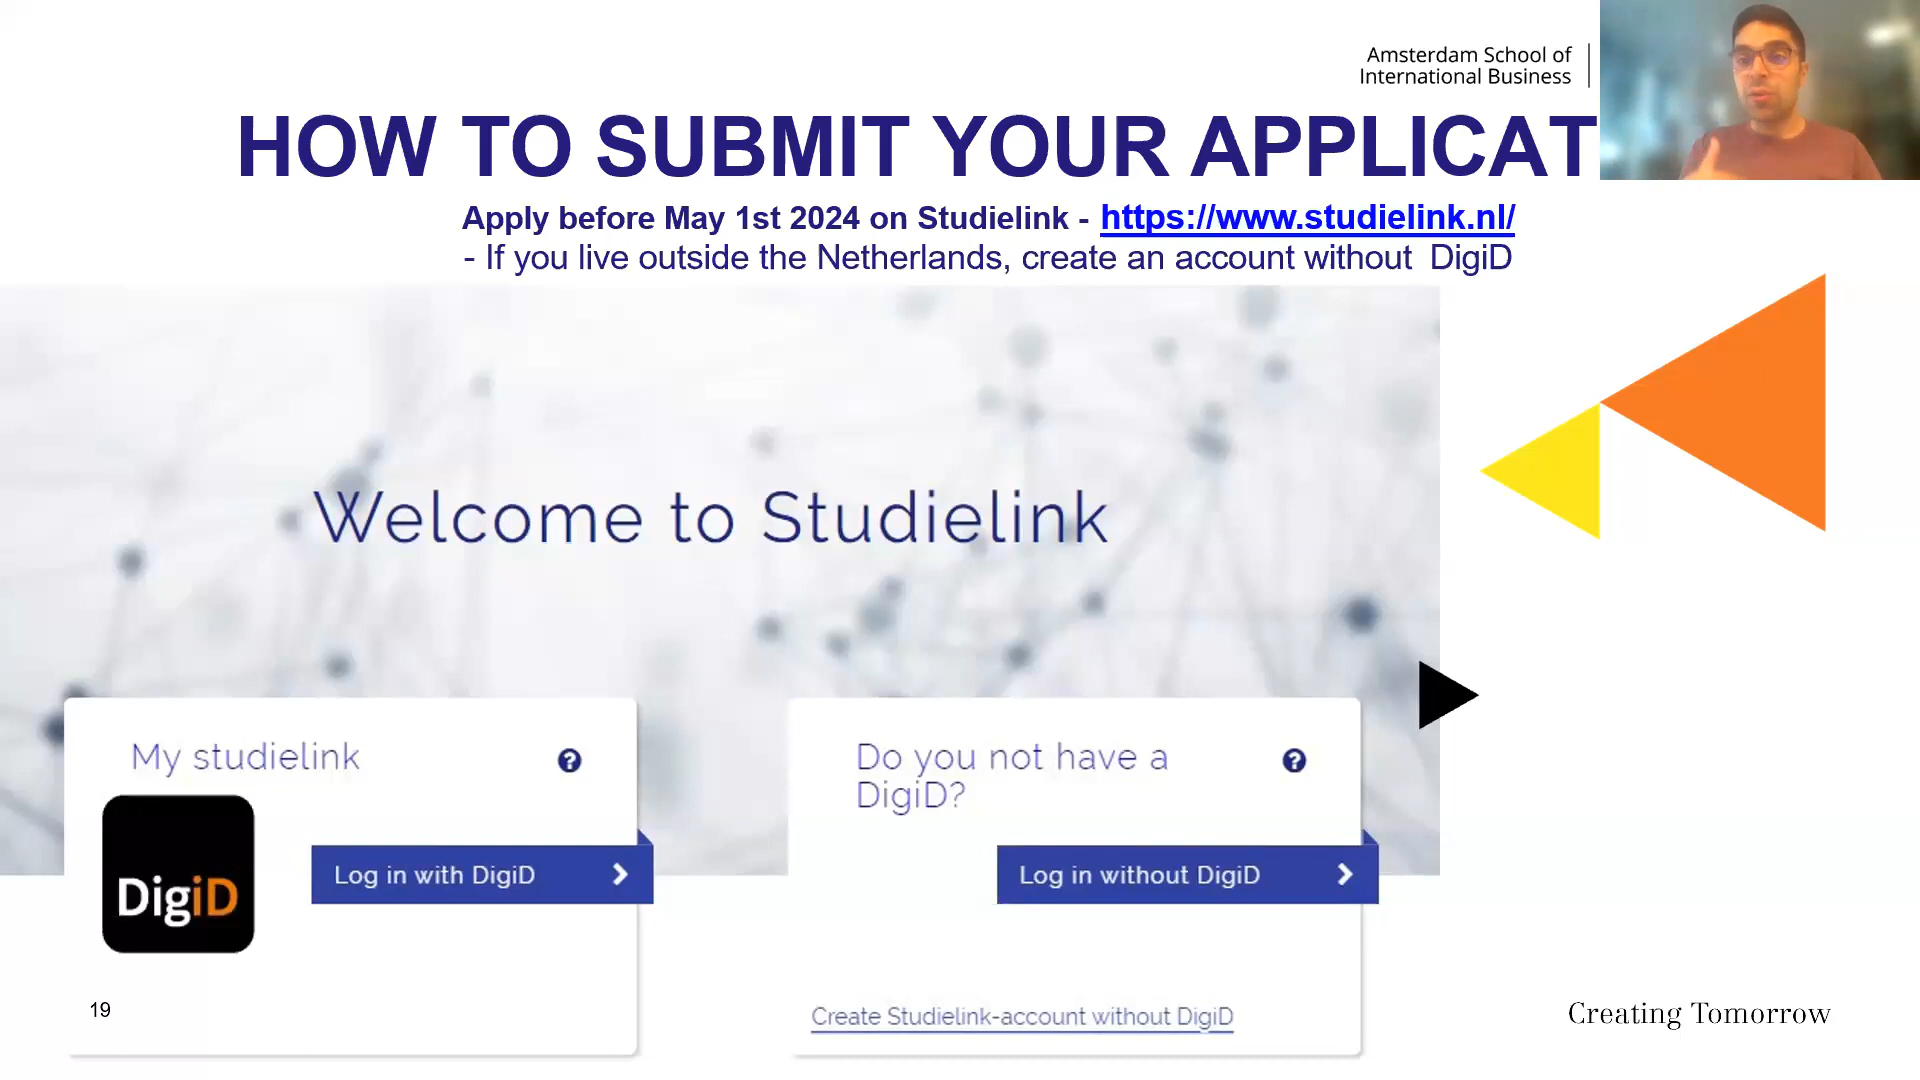 Amsterdam School of
International Business
HOW TO SUBMIT YOUR APPLICAT
Apply before May 1st 2024 on Studielink - https://www.studielink.nl/
- If you live outside the Netherlands, create an account without  DigiD
Welcome to Studielink
My studielink
?
Do you not have a
DigiD?
?
DigiD
Log in with DigiD
Log in without DigiD
Create Studielink-account without DigiD
19
Creating Tomorrow